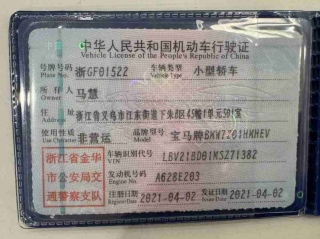 中华人民共和国机动车行驶证
Vehicle License of the People's Republic of China
号牌号码 浙GF01522 车辆类型 小型轿车
Plate No. Vehicle Type
所有人 马慧
Owner
住址 浙江省义乌市江东街道下朱B区45幢1单元501室
Address
使用性质 非营运 品牌型号 宝马牌BMW7201HMHEV
Use Character Model
浙江省金华 车辆识别代号 LBV218D01MSZ71382
VIN
市公安局交 发动机号码 A628E203
Engine No.
通警察支队 注册日期 2021-04-02 发证日期 2021-04-02
Register Date Issue Date